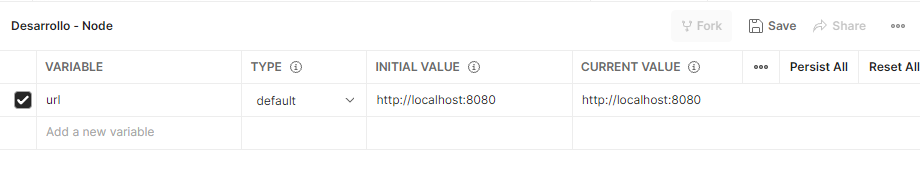 Desarrollo - Node Fork Save Share
VARIABLE TYPE INITIAL VALUE CURRENT VALUE Persist All Reset All
url default http://localhost:8080 http://localhost:8080
Add a new variable